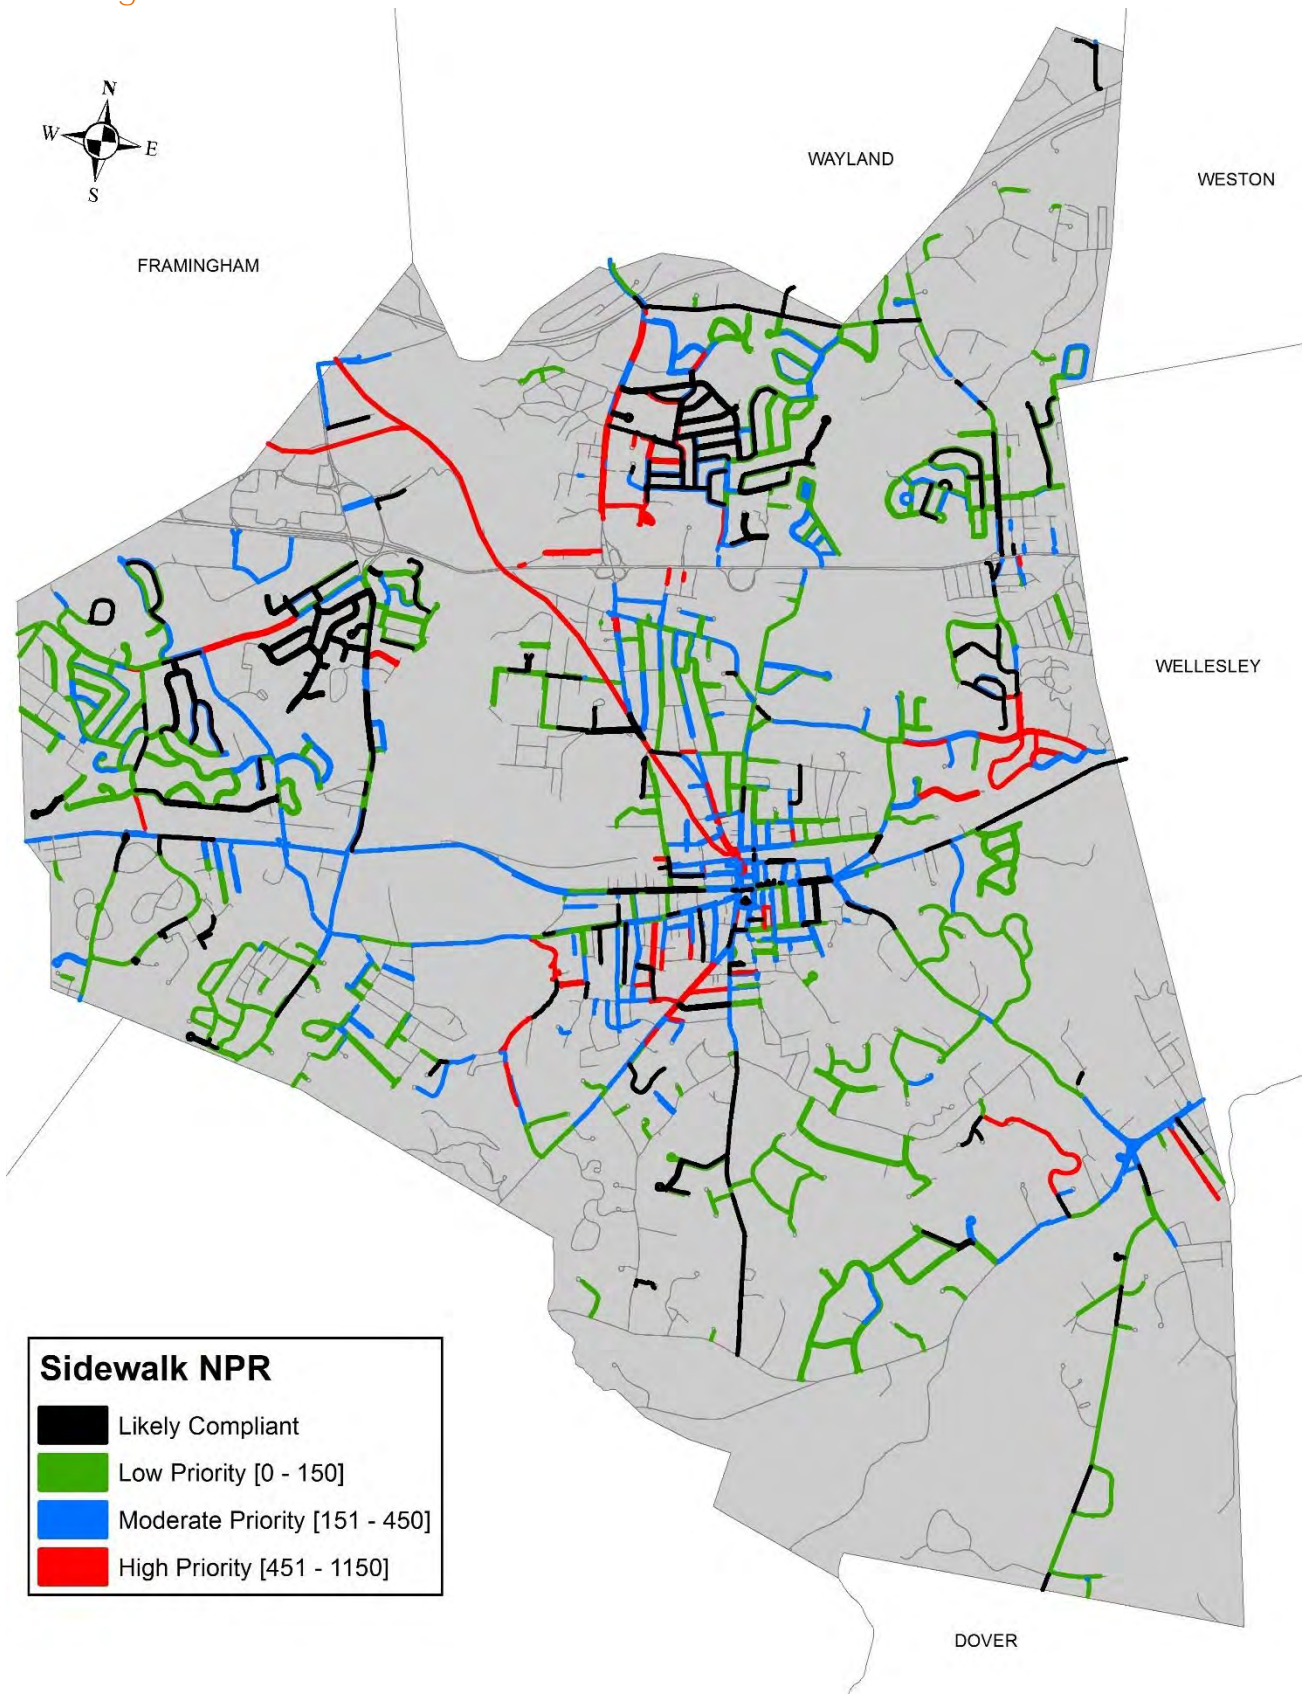 N
W
E
S
WAYLAND
WESTON
FRAMINGHAM
WELLESLEY
Sidewalk NPR
Likely Compliant
Low Priority [0 - 150]
Moderate Priority [151 - 450]
High Priority [451 - 1150]
DOVER